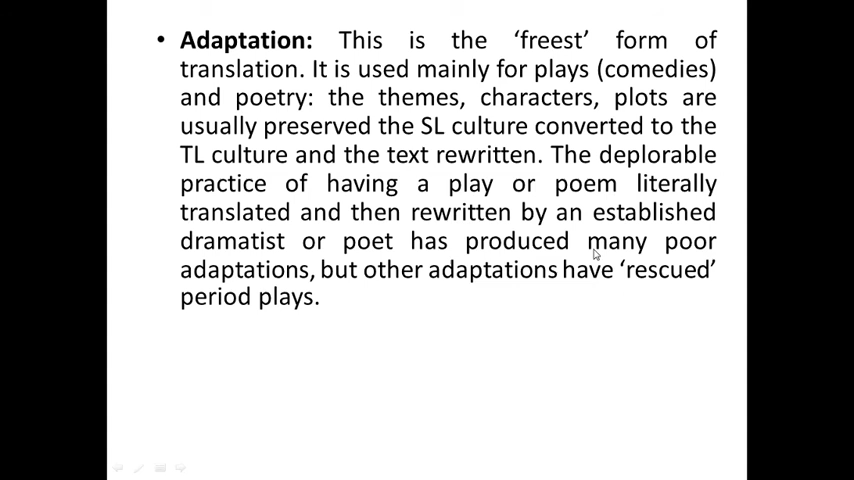 • Adaptation: This is the ‘freest’ form of
translation. It is used mainly for plays (comedies)
and poetry: the themes, characters, plots are
usually preserved the SL culture converted to the
TL culture and the text rewritten. The deplorable
practice of having a play or poem literally
translated and then rewritten by an established
dramatist or poet has produced many poor
adaptations, but other adaptations have ‘rescued’
period plays.